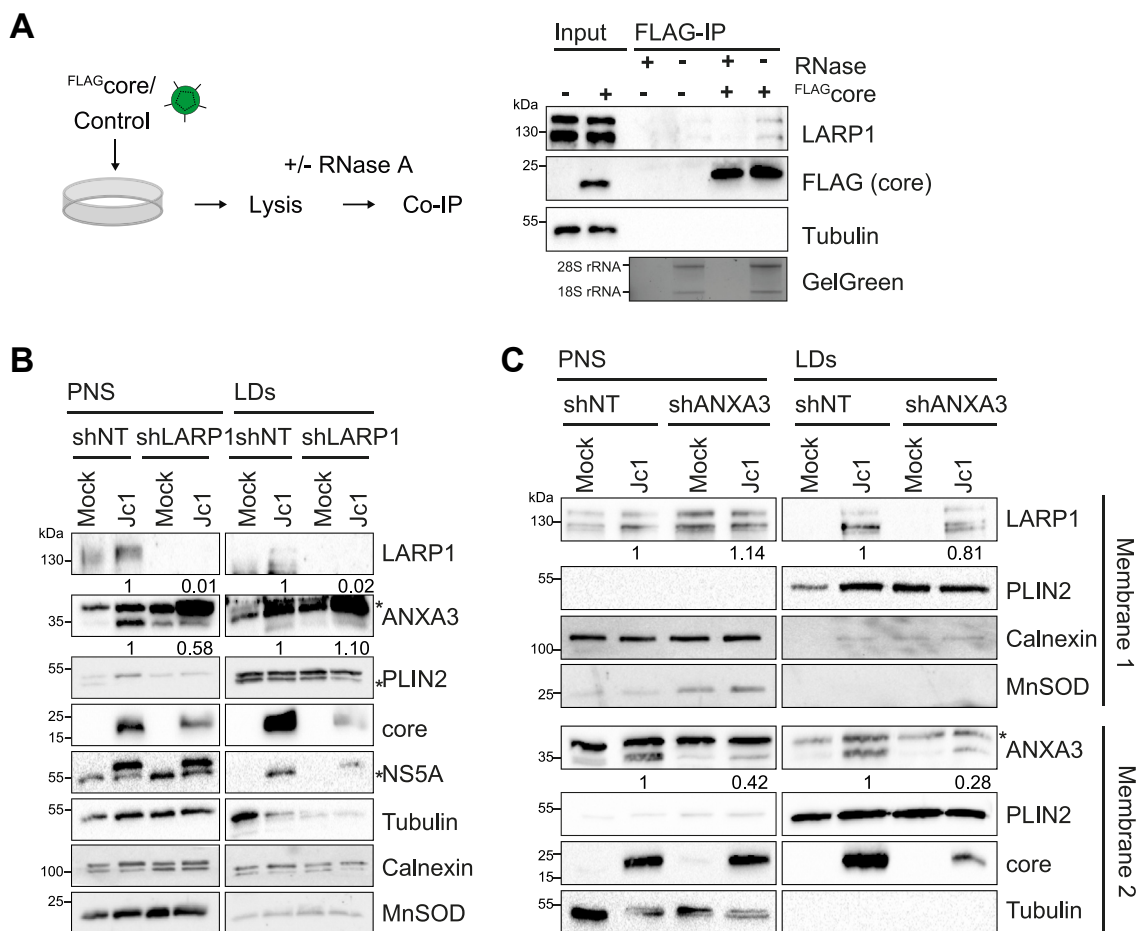 A
FLAGcore/
Control
+/- RNase A
Lysis
Co-IP
Input FLAG-IP
+ - + - RNase
- + - - + + FLAGcore
kDa
130 LARP1
25 FLAG (core)
55 Tubulin
28S rRNA
18S rRNA
GelGreen
B
PNS LDs
shNT shLARP1 shNT shLARP1
Mock Jc1 Mock Jc1 Mock Jc1 Mock Jc1
kDa
130 LARP1
1 0.01 1 0.02
35 *ANXA3
1 0.58 1 1.10
55 *PLIN2
25
15 core
55 *NS5A
55 Tubulin
100 Calnexin
25 MnSOD
C
PNS LDs
shNT shANXA3 shNT shANXA3
Mock Jc1 Mock Jc1 Mock Jc1 Mock Jc1
kDa
130 LARP1
1 1.14 1 0.81
55 PLIN2
100 Calnexin
25 MnSOD
Membrane 1
35 *ANXA3
1 0.42 1 0.28
55 PLIN2
25
15 core
55 Tubulin
Membrane 2